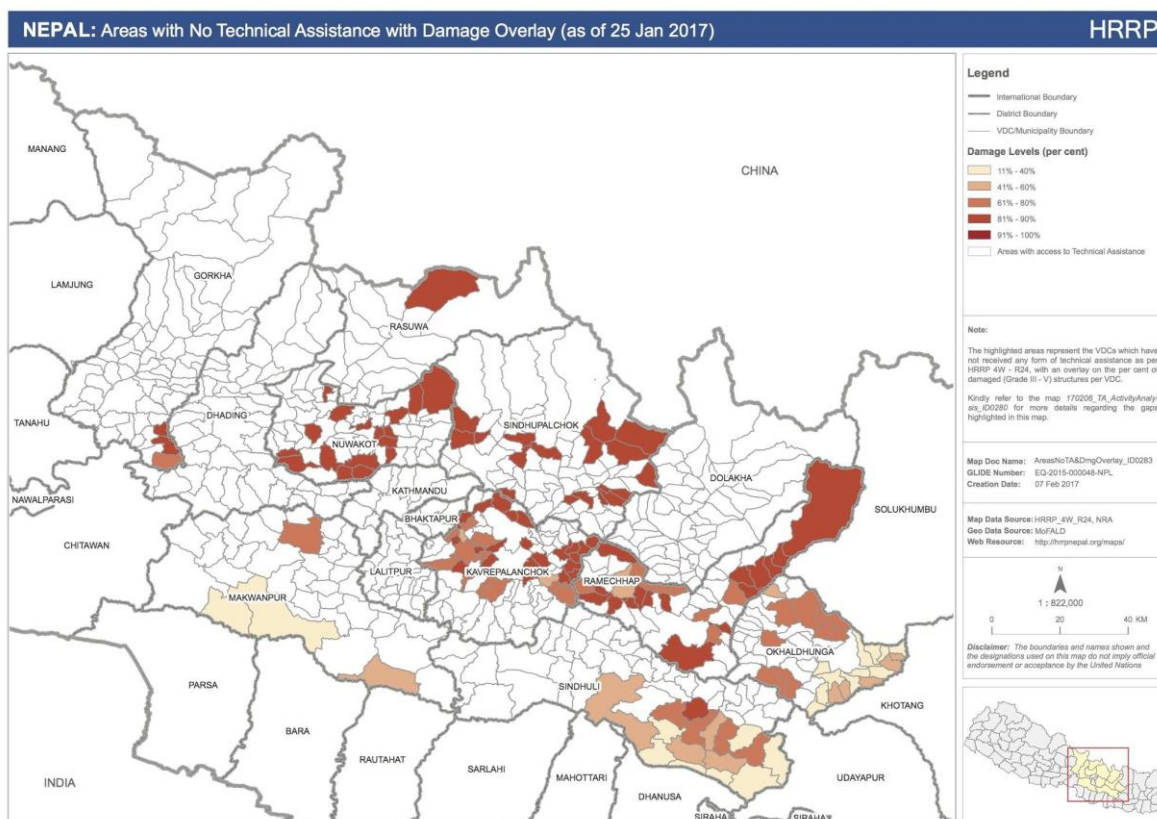 NEPAL: Areas with No Technical Assistance with Damage Overlay (as of 25 Jan 2017)
HRRP
MANANG
LAMJUNG
TANAHU
NAWALPARASI
CHITAWAN
GORKHA
DHADING
RASUWA
NUWAKOT
SINDHUPALCHOK
CHINA
DOLAKHA
SOLUKHUMBU
KATHMANDU
BHAKTAPUR
LALITPUR
KAVREPALANCHOK
RAMECHHAP
MAKWANPUR
OKHALDHUNGA
SINDHULI
KHOTANG
PARSA
BARA
RAUTAHAT
SARLAHI
MAHOTTARI
DHANUSA
SIRAHA
SIRAHA
UDAYAPUR
INDIA
Legend
International Boundary
District Boundary
VDC/Municipality Boundary
Damage Levels (per cent)
11% - 40%
41% - 60%
61% - 80%
81% - 90%
91% - 100%
Areas with access to Technical Assistance
Note:
The highlighted areas represent the VDCs which have
not received any form of technical assistance as per
HRRP 4W - R24, with an overlay on the per cent of
damaged (Grade III - V) structures per VDC.
Kindly refer to the map 170206_TA_ActivityAnaly-
sis_ID0280 for more details regarding the gaps
highlighted in this map.
Map Doc Name: AreasNoTA&DmgOverlay_ID0283
GLIDE Number: EQ-2015-000048-NPL
Creation Date: 07 Feb 2017
Map Data Source: HRRP_4W_R24, NRA
Geo Data Source: MoFALD
Web Resource: http://hrrpnepal.org/maps/
N
1 : 822,000
0 20 40 KM
Disclaimer: The boundaries and names shown and
the designations used on this map do not imply official
endorsement or acceptance by the United Nations